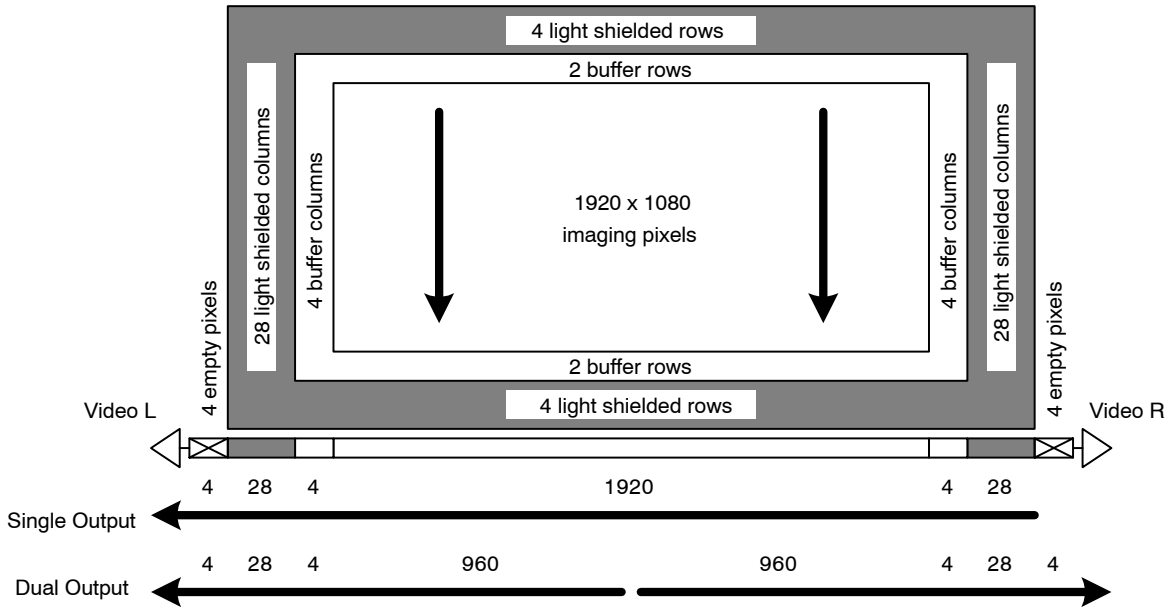 4 light shielded rows
2 buffer rows
4 empty pixels
28 light shielded columns
4 buffer columns
1920 x 1080
imaging pixels
4 buffer columns
28 light shielded columns
4 empty pixels
2 buffer rows
4 light shielded rows
Video L
Video R
4 28 4 1920 4 28
Single Output
4 28 4 960 960 4 28 4
Dual Output